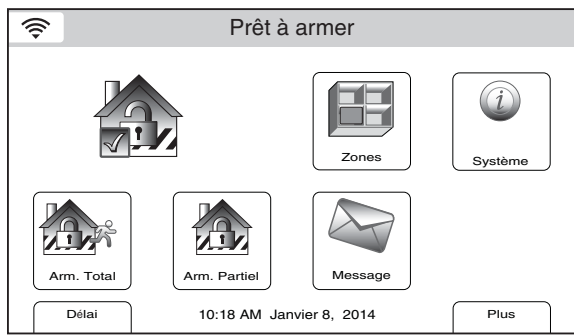 Prêt à armer
Zones
Système
Arm. Total
Arm. Partiel
Message
Délai
10:18 AM Janvier 8, 2014
Plus